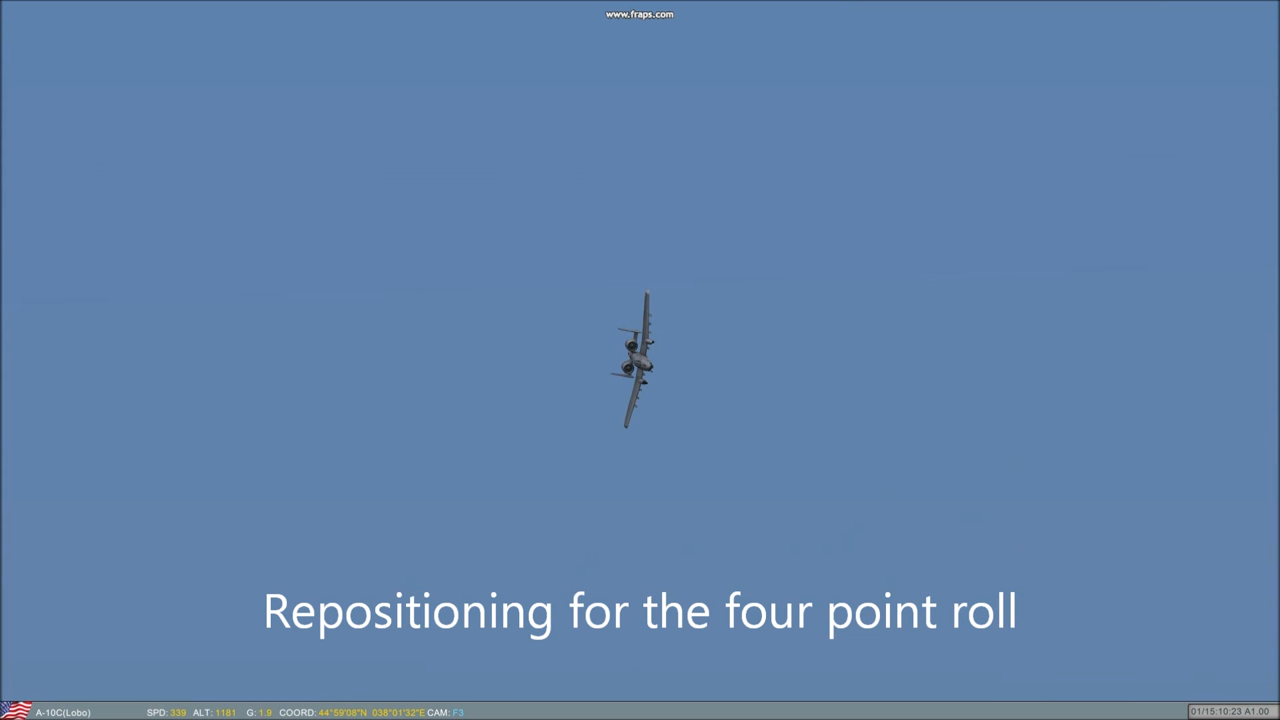 www.fraps.com
Repositioning for the four point roll
A-10C(Lobo) SPD: 339 ALT: 1181 G: 1.9 COORD: 44°59'08"N 038°01'32"E CAM: F3 01/15:10:23 A1.00